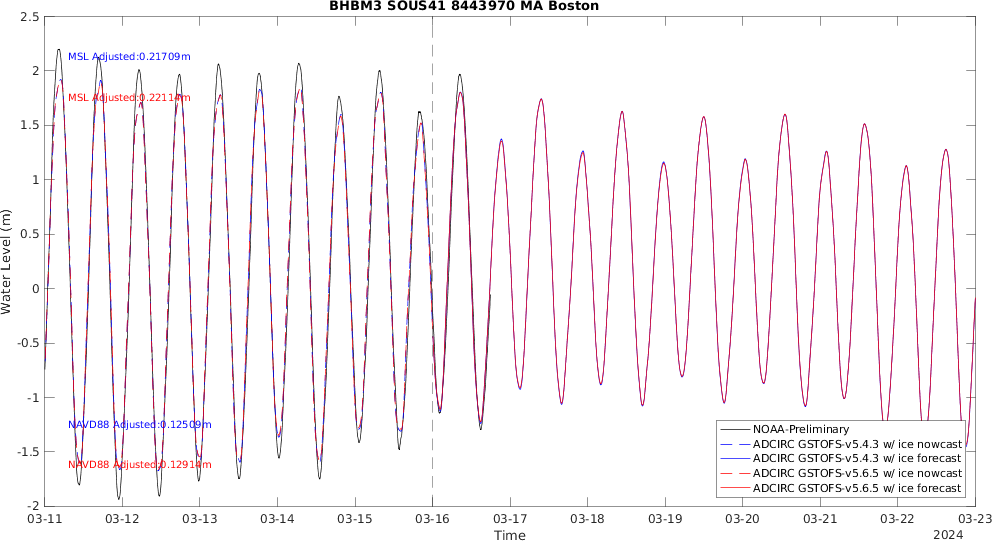 BHBM3 SOUS41 8443970 MA Boston
2.5
2
1.5
1
0.5
0
-0.5
-1
-1.5
-2
Water Level (m)
MSL Adjusted:0.21709m
MSL Adjusted:0.22114m
NAVD88 Adjusted:0.12509m
NAVD88 Adjusted:0.12914m
NOAA-Preliminary
ADCIRC GSTOFS-v5.4.3 w/ ice nowcast
ADCIRC GSTOFS-v5.4.3 w/ ice forecast
ADCIRC GSTOFS-v5.6.5 w/ ice nowcast
ADCIRC GSTOFS-v5.6.5 w/ ice forecast
03-11 03-12 03-13 03-14 03-15 03-16 03-17 03-18 03-19 03-20 03-21 03-22 03-23
Time
2024